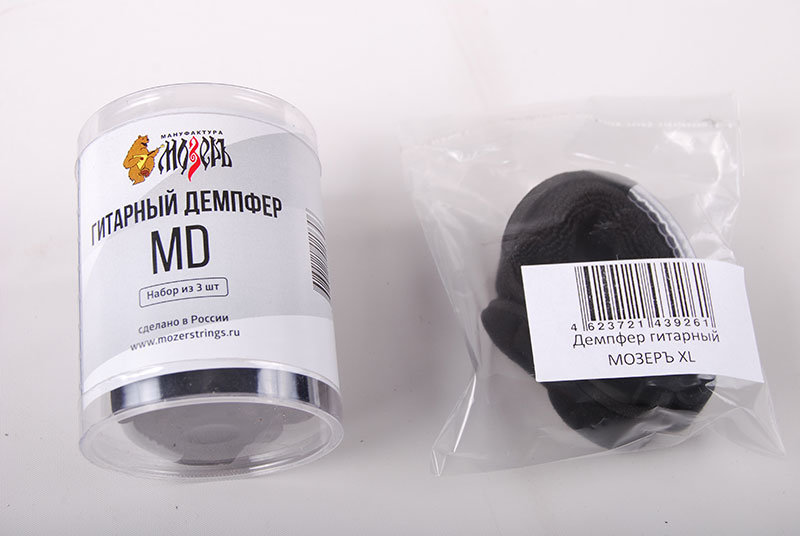 МАНУФАКТУРА
МОЗЕРЪ
ГИТАРНЫЙ ДЕМПФЕР
MD
Набор из 3 шт
сделано в России
www.mozerstrings.ru
4 623721 439261
Демпфер гитарный
МОЗЕРЪ XL